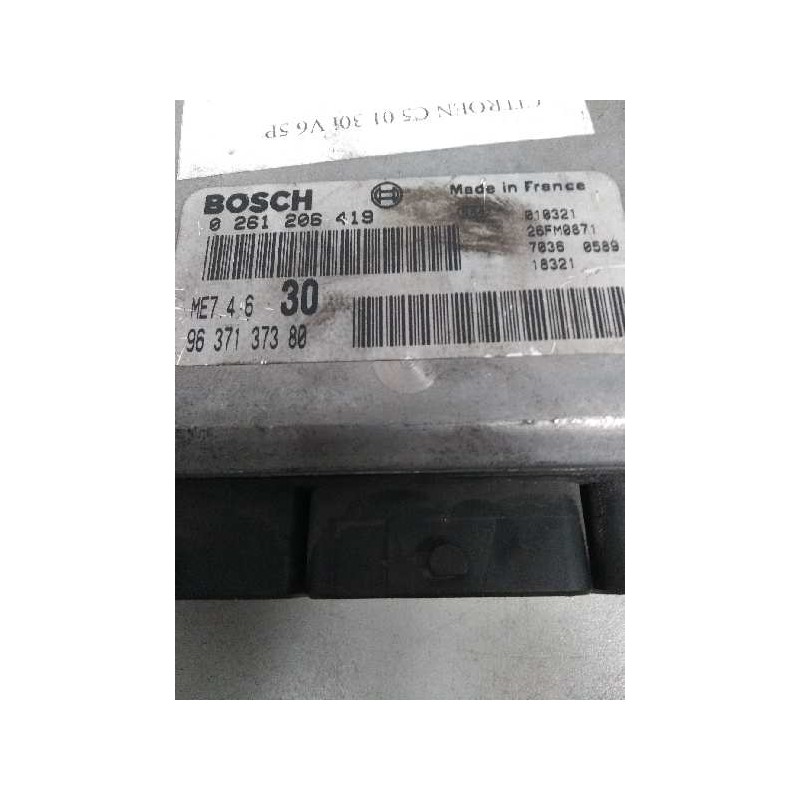 CITROEN C5 01 30i V6 5P
BOSCH
Made in France
0 261 206 419
010321
26FM0871
7036 0589
18321
ME7.4.6 30
96 371 373 80